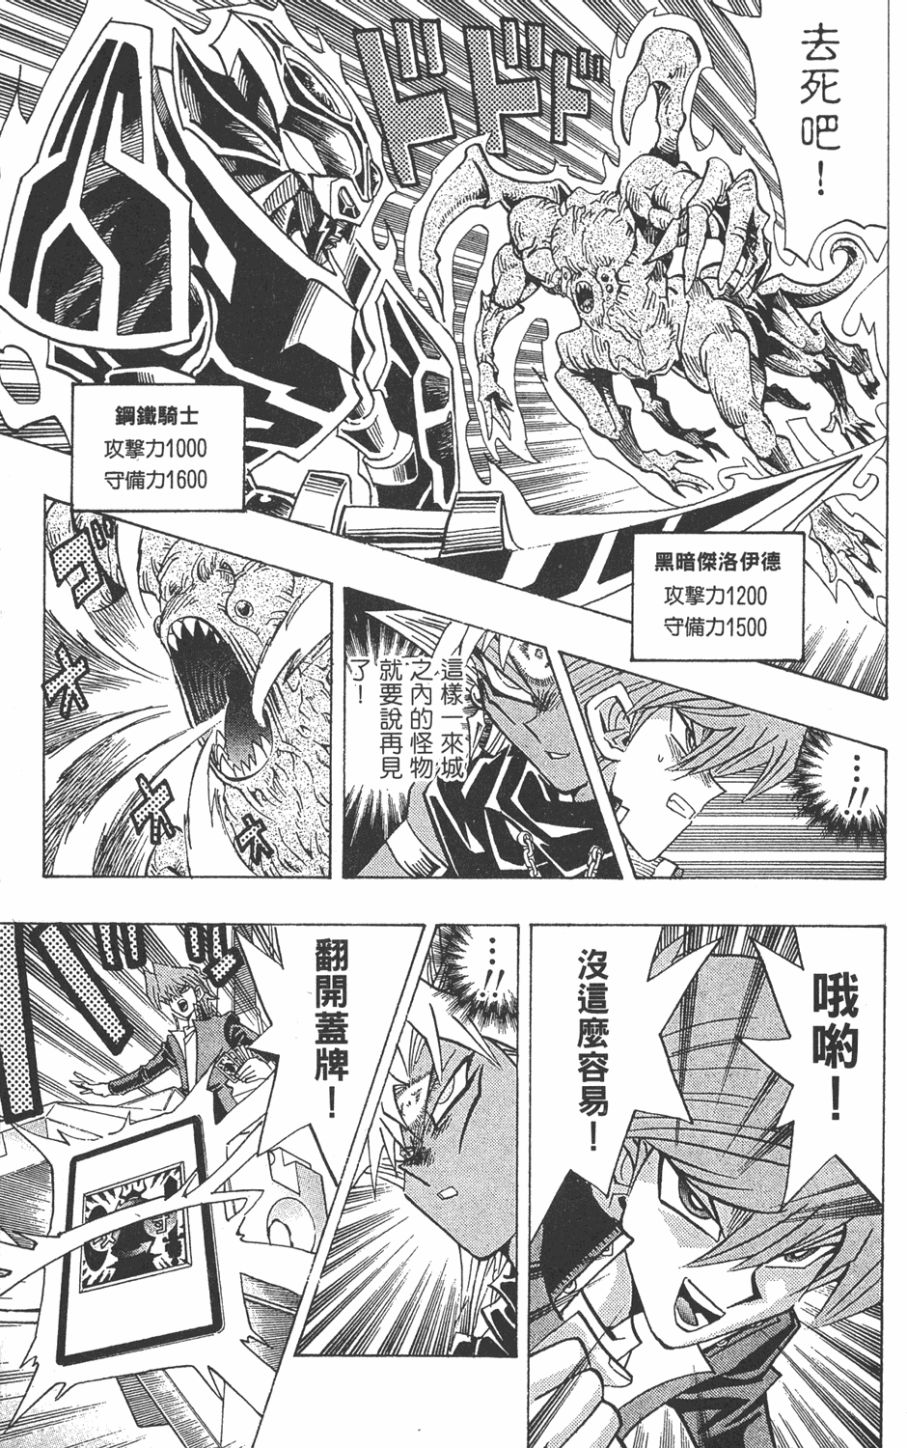 去死吧！
ドドド
鋼鐵騎士
攻擊力1000
守備力1600
黑暗傑洛伊德
攻擊力1200
守備力1500
…!!
這樣一來城
之內的怪物
就要說再見
了！
哦喲！
沒這麼容易！
…!!
翻開蓋牌！